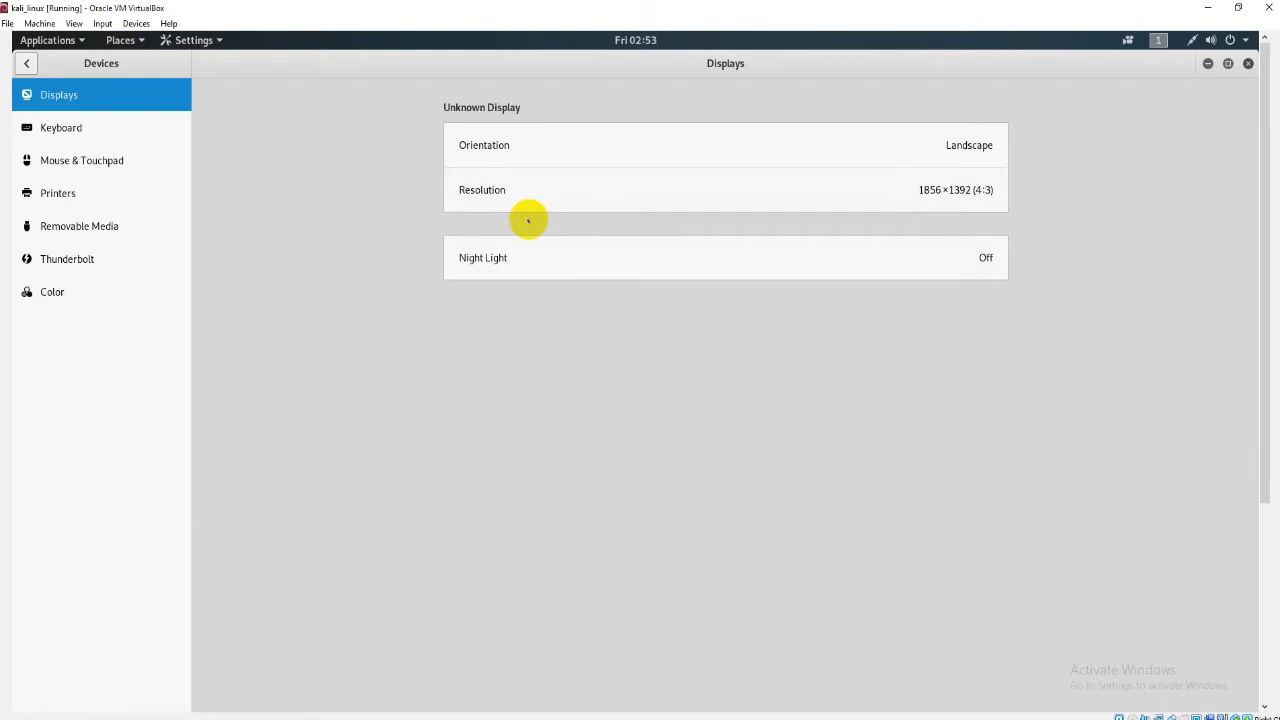 kali_linux [Running] - Oracle VM VirtualBox
File Machine View Input Devices Help
Applications Places Settings Fri 02:53 1
Devices Displays
Displays
Keyboard
Mouse & Touchpad
Printers
Removable Media
Thunderbolt
Color
Unknown Display
Orientation Landscape
Resolution 1856×1392 (4:3)
Night Light Off
Activate Windows
Go to Settings to activate Windows.